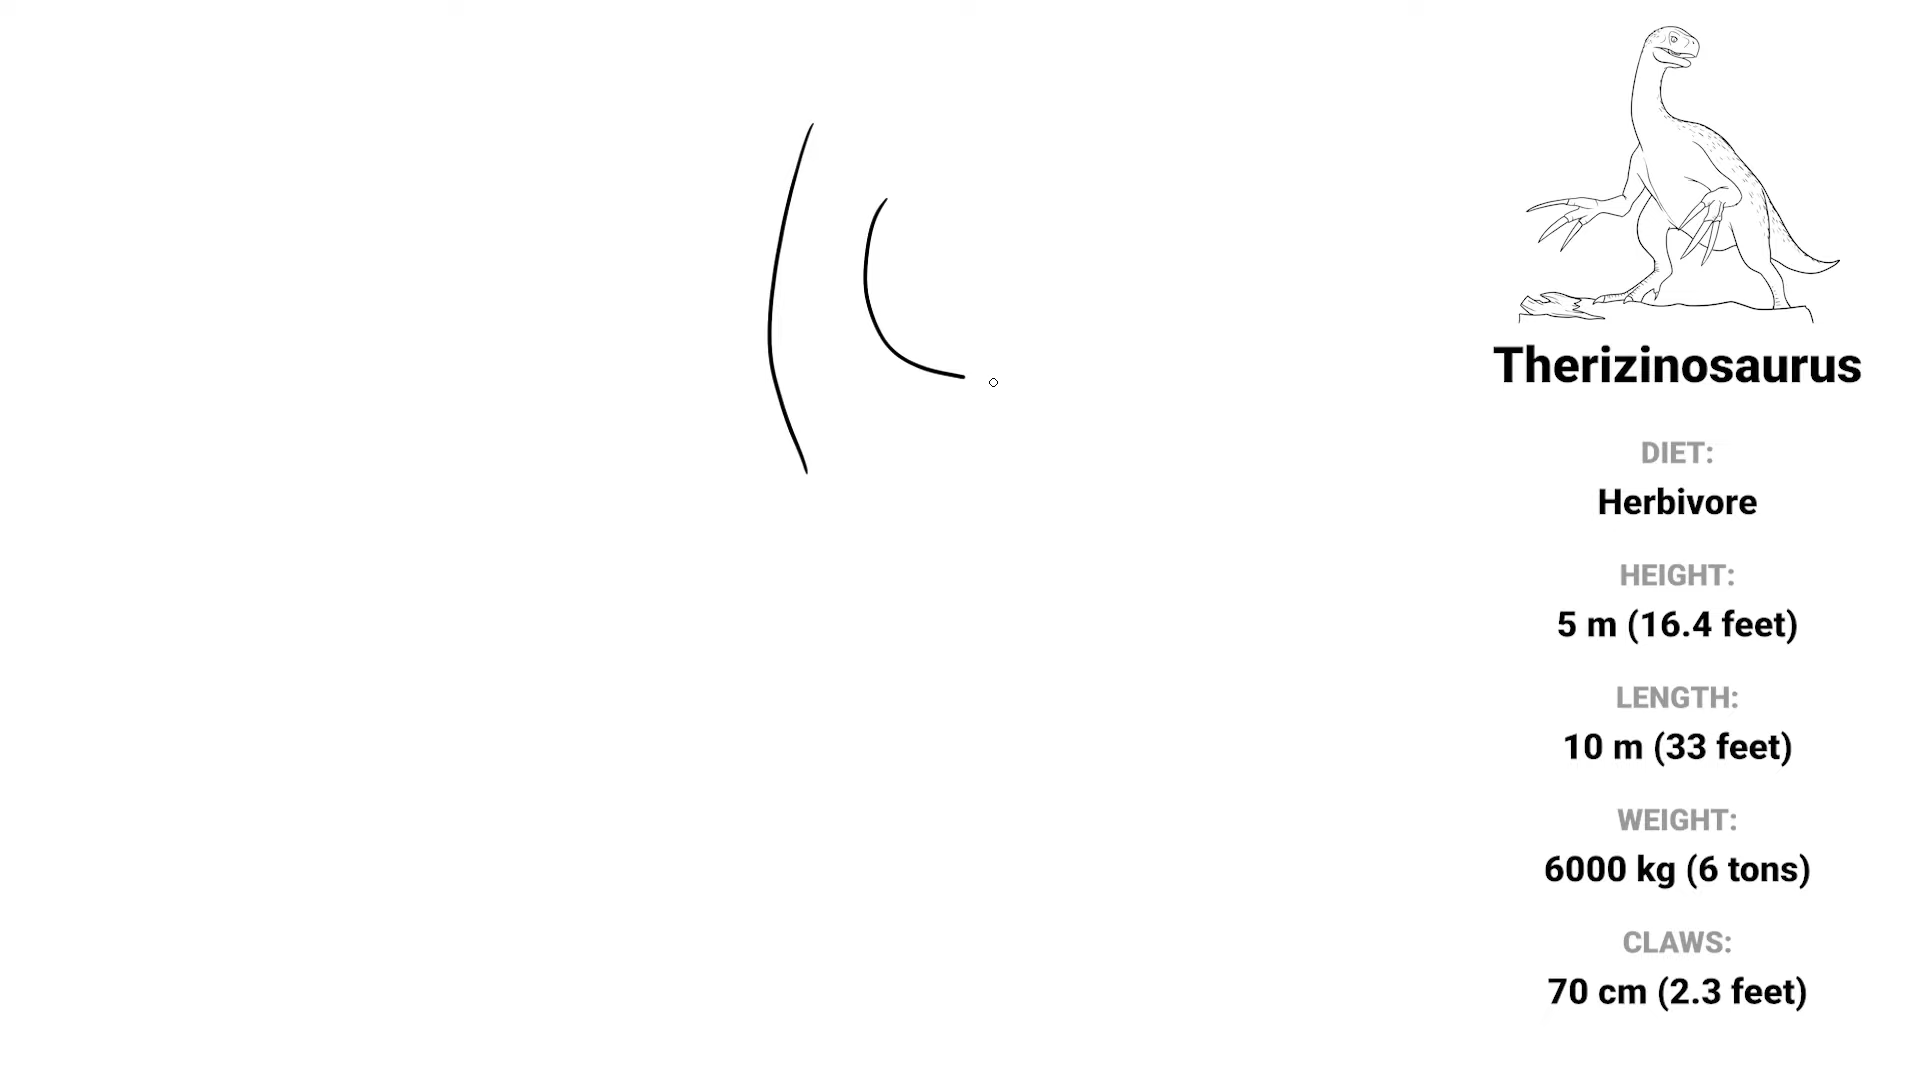 Therizinosaurus
DIET:
Herbivore
HEIGHT:
5 m (16.4 feet)
LENGTH:
10 m (33 feet)
WEIGHT:
6000 kg (6 tons)
CLAWS:
70 cm (2.3 feet)